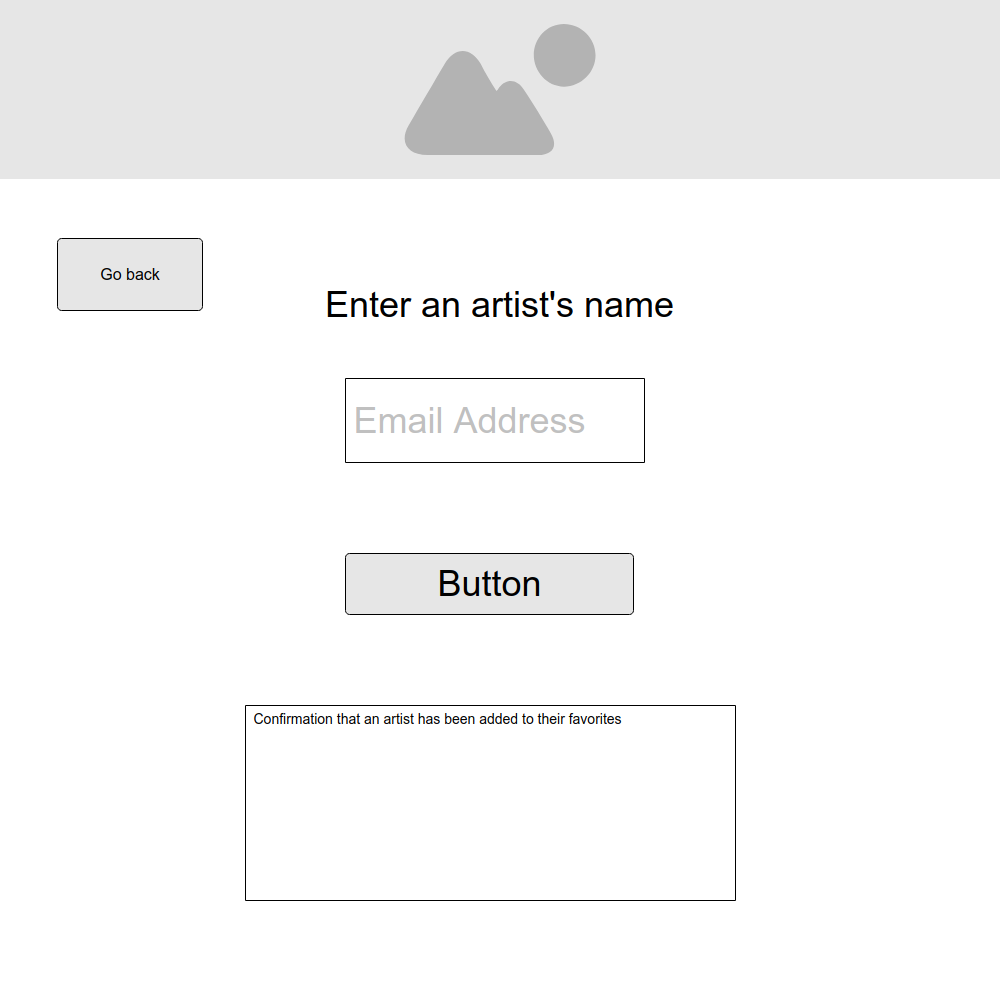 Go back
Enter an artist's name
Email Address
Button
Confirmation that an artist has been added to their favorites